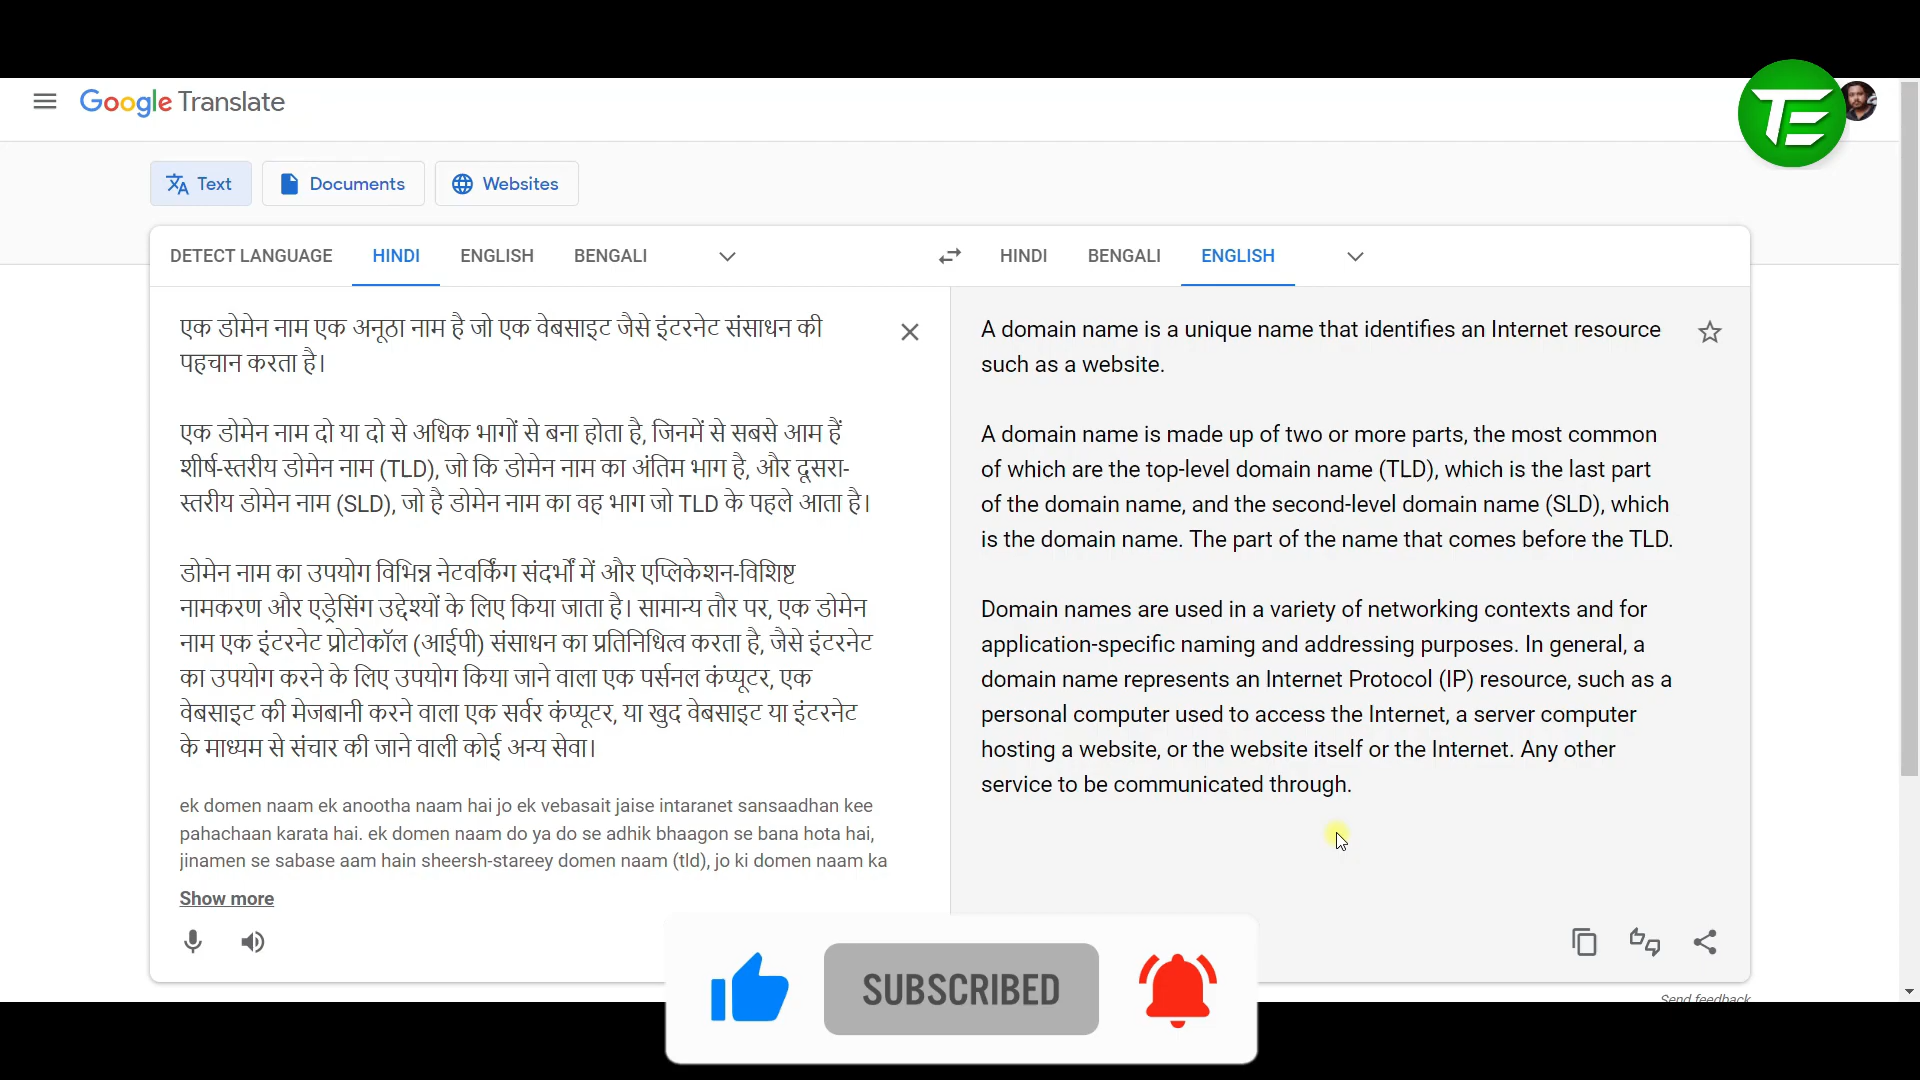 Google Translate
TE
Text
Documents
Websites
DETECT LANGUAGE
HINDI
ENGLISH
BENGALI
HINDI
BENGALI
ENGLISH
एक डोमेन नाम एक अनूठा नाम है जो एक वेबसाइट जैसे इंटरनेट संसाधन की
पहचान करता है।
एक डोमेन नाम दो या दो से अधिक भागों से बना होता है, जिनमें से सबसे आम हैं
शीर्ष-स्तरीय डोमेन नाम (TLD), जो कि डोमेन नाम का अंतिम भाग है, और दूसरा-
स्तरीय डोमेन नाम (SLD), जो है डोमेन नाम का वह भाग जो TLD के पहले आता है।
डोमेन नाम का उपयोग विभिन्न नेटवर्किंग संदर्भों में और एप्लिकेशन-विशिष्ट
नामकरण और एड्रेसिंग उद्देश्यों के लिए किया जाता है। सामान्य तौर पर, एक डोमेन
नाम एक इंटरनेट प्रोटोकॉल (आईपी) संसाधन का प्रतिनिधित्व करता है, जैसे इंटरनेट
का उपयोग करने के लिए उपयोग किया जाने वाला एक पर्सनल कंप्यूटर, एक
वेबसाइट की मेजबानी करने वाला एक सर्वर कंप्यूटर, या खुद वेबसाइट या इंटरनेट
के माध्यम से संचार की जाने वाली कोई अन्य सेवा।
ek domen naam ek anootha naam hai jo ek vebasait jaise intaranet sansaadhan kee
pahachaan karata hai. ek domen naam do ya do se adhik bhaagon se bana hota hai,
jinamen se sabase aam hain sheersh-stareey domen naam (tld), jo ki domen naam ka
Show more
A domain name is a unique name that identifies an Internet resource
such as a website.
A domain name is made up of two or more parts, the most common
of which are the top-level domain name (TLD), which is the last part
of the domain name, and the second-level domain name (SLD), which
is the domain name. The part of the name that comes before the TLD.
Domain names are used in a variety of networking contexts and for
application-specific naming and addressing purposes. In general, a
domain name represents an Internet Protocol (IP) resource, such as a
personal computer used to access the Internet, a server computer
hosting a website, or the website itself or the Internet. Any other
service to be communicated through.
SUBSCRIBED
Send feedback